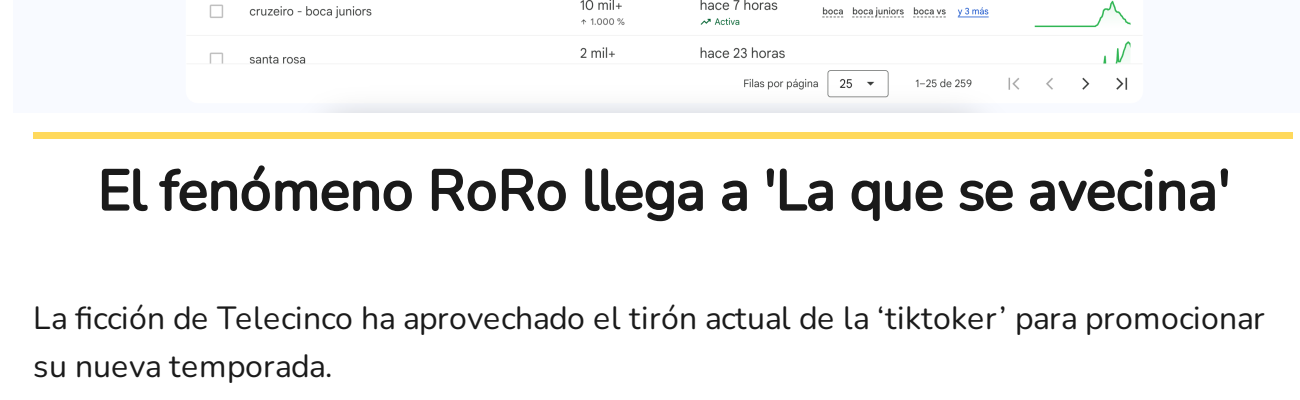 cruzeiro - boca juniors 10 mil+ hace 7 horas boca boca juniors boca vs y 3 más
↑ 1.000 % Activa
santa rosa 2 mil+ hace 23 horas
Filas por página 25 1–25 de 259
El fenómeno RoRo llega a 'La que se avecina'
La ficción de Telecinco ha aprovechado el tirón actual de la ‘tiktoker’ para promocionar
su nueva temporada.